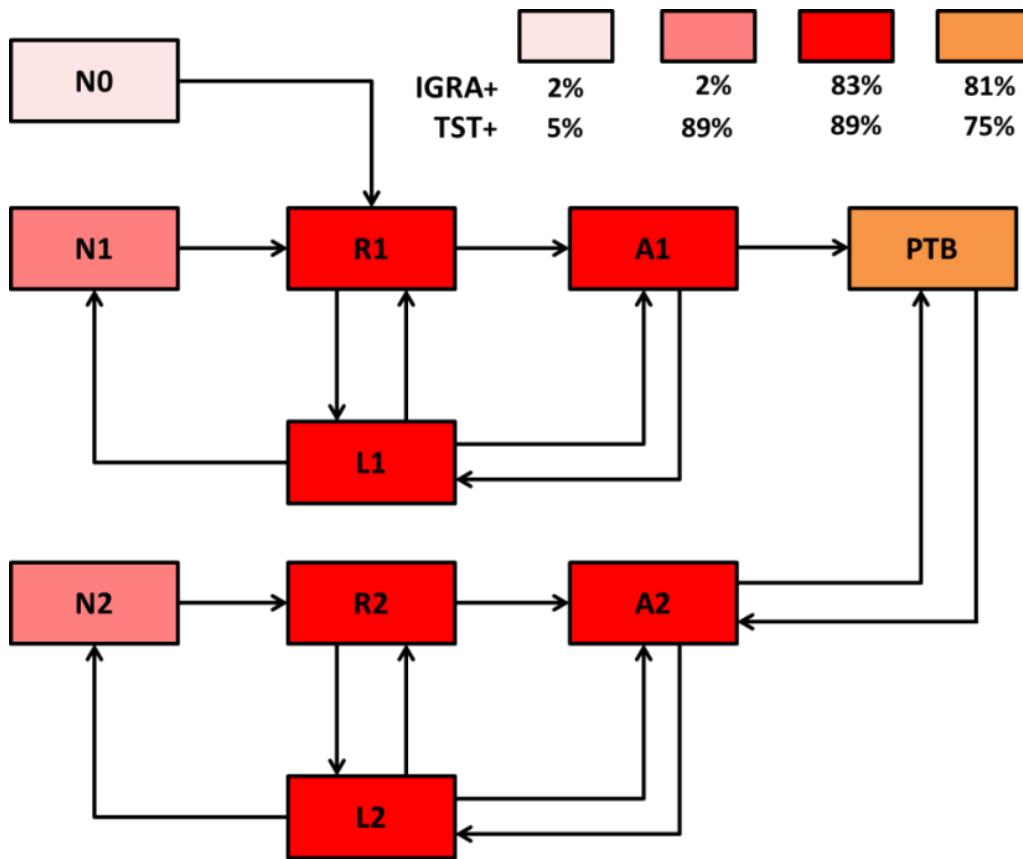 N0
IGRA+ 2% 2% 83% 81%
TST+ 5% 89% 89% 75%
N1 R1 A1 PTB
L1
N2 R2 A2
L2